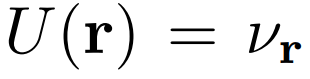 U(𝐫) = ν_𝐫